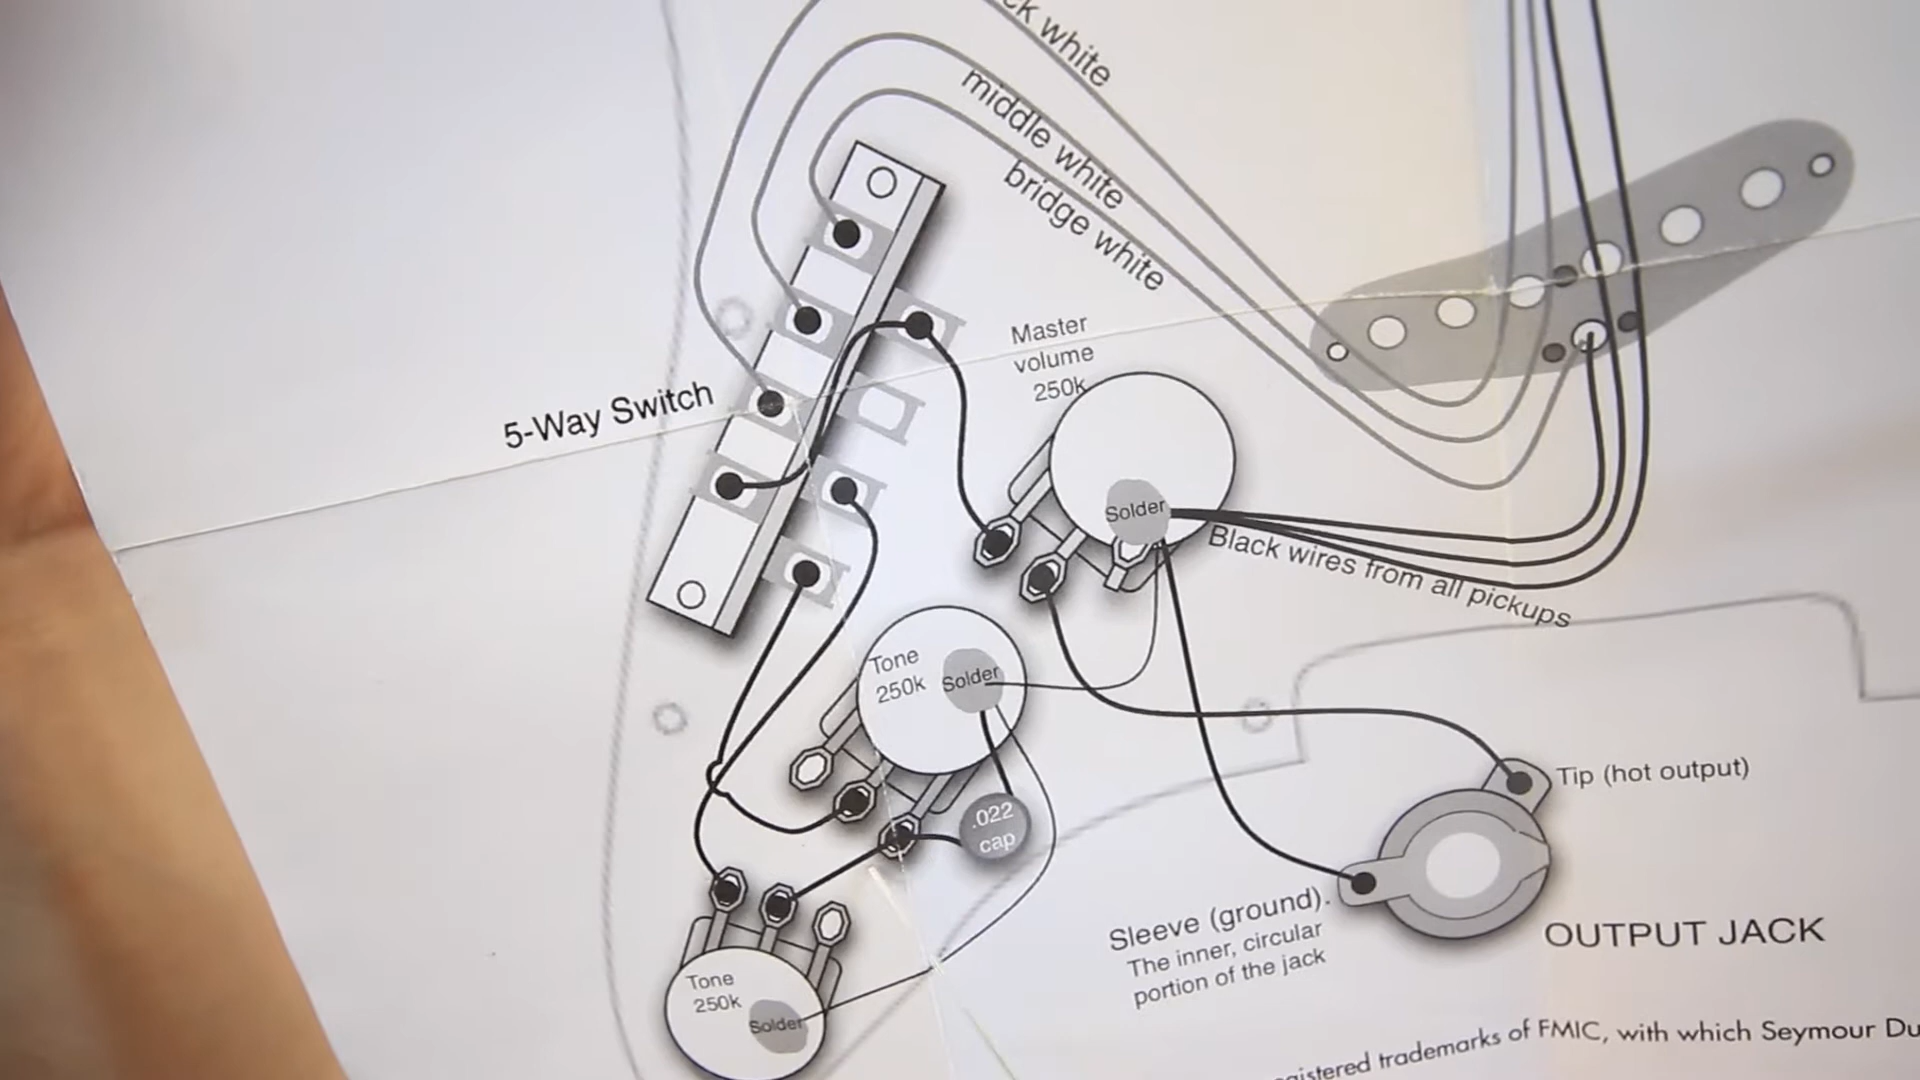 white
middle white
bridge white
Master
volume
250k
5-Way Switch
Solder
Black wires from all pickups
Tone
250k
Solder
.022
cap
Tip (hot output)
Sleeve (ground).
The inner, circular
portion of the jack
OUTPUT JACK
Tone
250k
Solder
trademarks of FMIC, with which Seymour